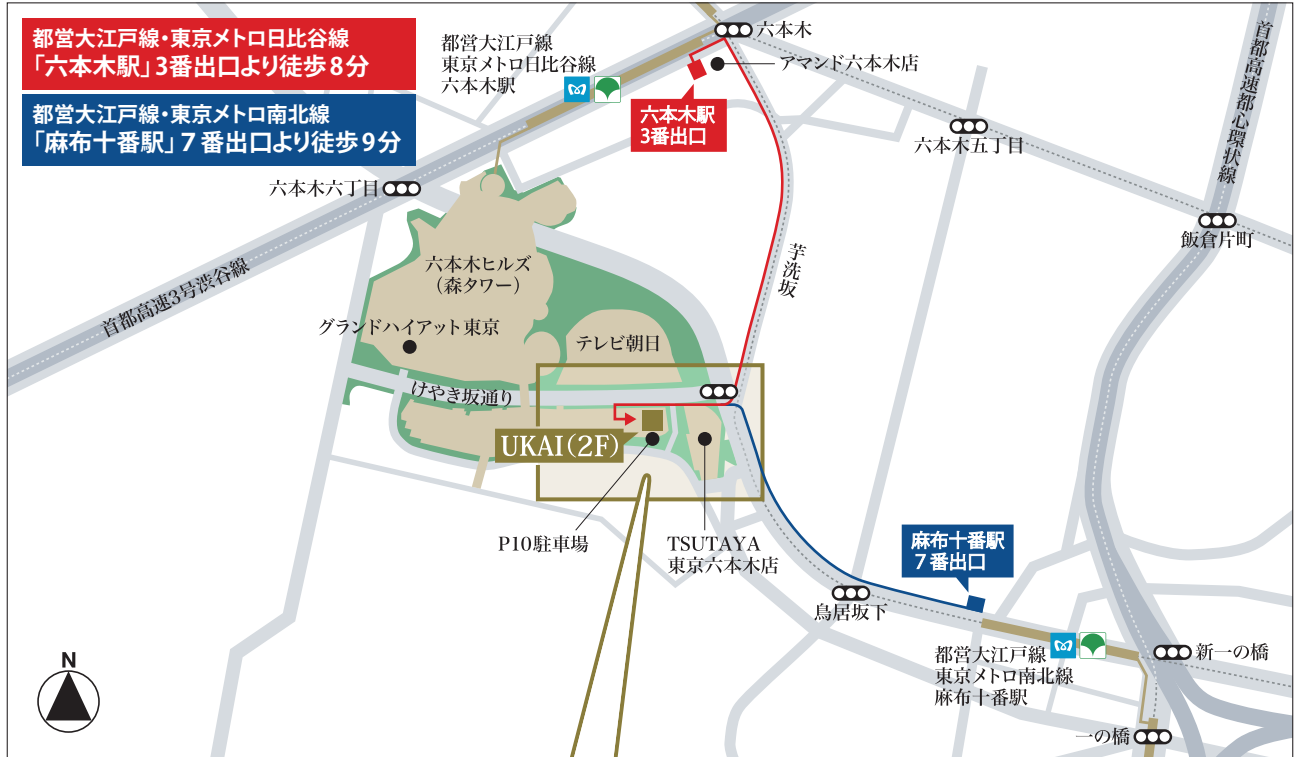 都営大江戸線・東京メトロ日比谷線
「六本木駅」3番出口より徒歩8分
都営大江戸線・東京メトロ南北線
「麻布十番駅」7番出口より徒歩9分
都営大江戸線
東京メトロ日比谷線
六本木駅
六本木
アマンド六本木店
六本木駅
3番出口
六本木五丁目
首都高速都心環状線
六本木六丁目
飯倉片町
芋洗坂
首都高速3号渋谷線
六本木ヒルズ
(森タワー)
グランドハイアット東京
テレビ朝日
けやき坂通り
UKAI(2F)
P10駐車場
TSUTAYA
東京六本木店
麻布十番駅
7番出口
鳥居坂下
都営大江戸線
東京メトロ南北線
麻布十番駅
新一の橋
一の橋
N